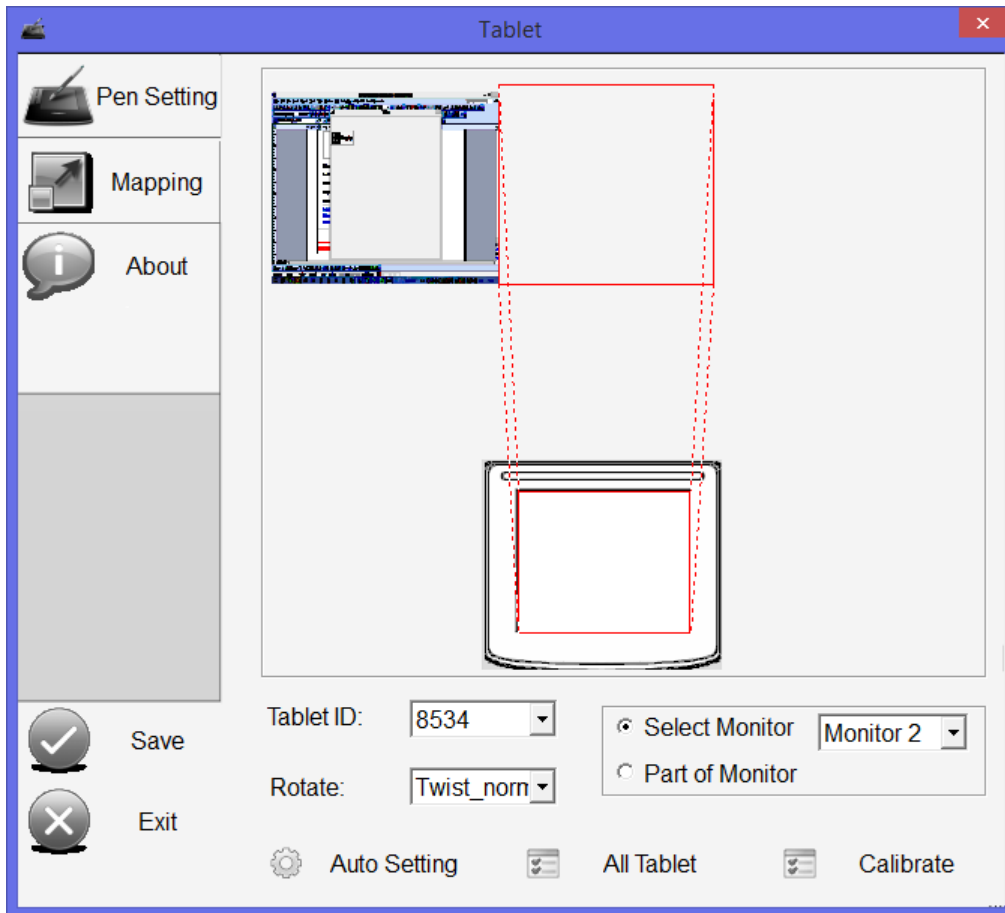 Tablet
Pen Setting
Mapping
About
Save
Exit
Tablet ID:
8534
Select Monitor
Monitor 2
Rotate:
Twist_norm
Part of Monitor
Auto Setting
All Tablet
Calibrate